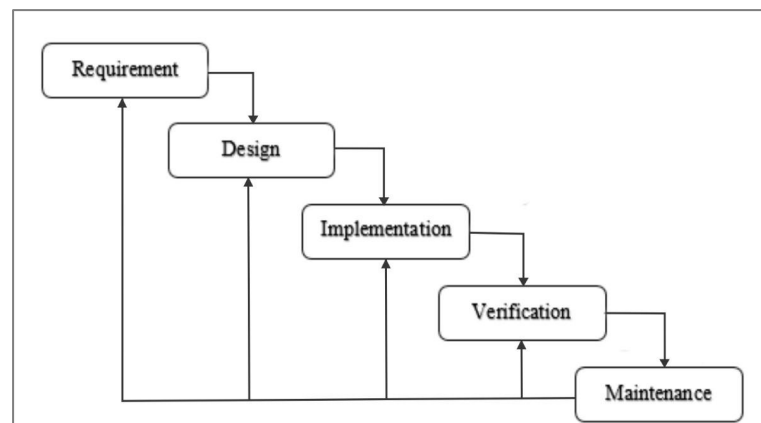 Requirement
Design
Implementation
Verification
Maintenance